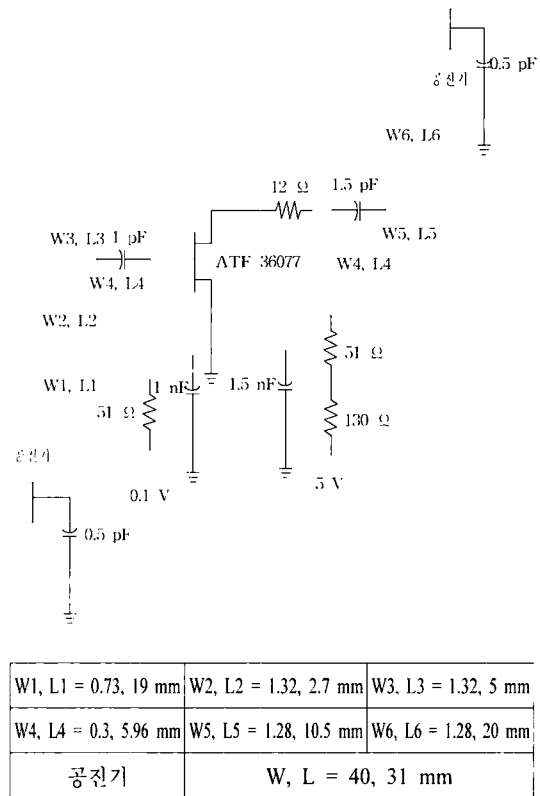 0.5 pF
공진기
W6, L6
12 Ω
1.5 pF
W5, L5
W3, L3
1 pF
ATF 36077
W4, L4
W4, L4
W2, L2
51 Ω
W1, L1
1 nF
1.5 nF
51 Ω
130 Ω
공진기
0.1 V
5 V
0.5 pF
W1, L1 = 0.73, 19 mm
W2, L2 = 1.32, 2.7 mm
W3, L3 = 1.32, 5 mm
W4, L4 = 0.3, 5.96 mm
W5, L5 = 1.28, 10.5 mm
W6, L6 = 1.28, 20 mm
공진기
W, L = 40, 31 mm